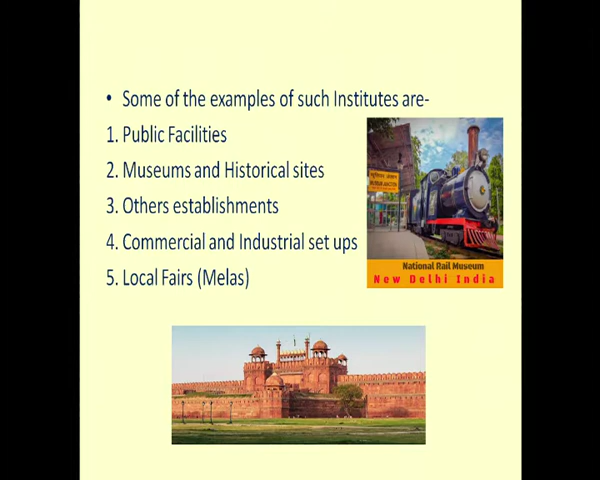 • Some of the examples of such Institutes are-
1. Public Facilities
2. Museums and Historical sites
3. Others establishments
4. Commercial and Industrial set ups
5. Local Fairs (Melas)
National Rail Museum
New Delhi India